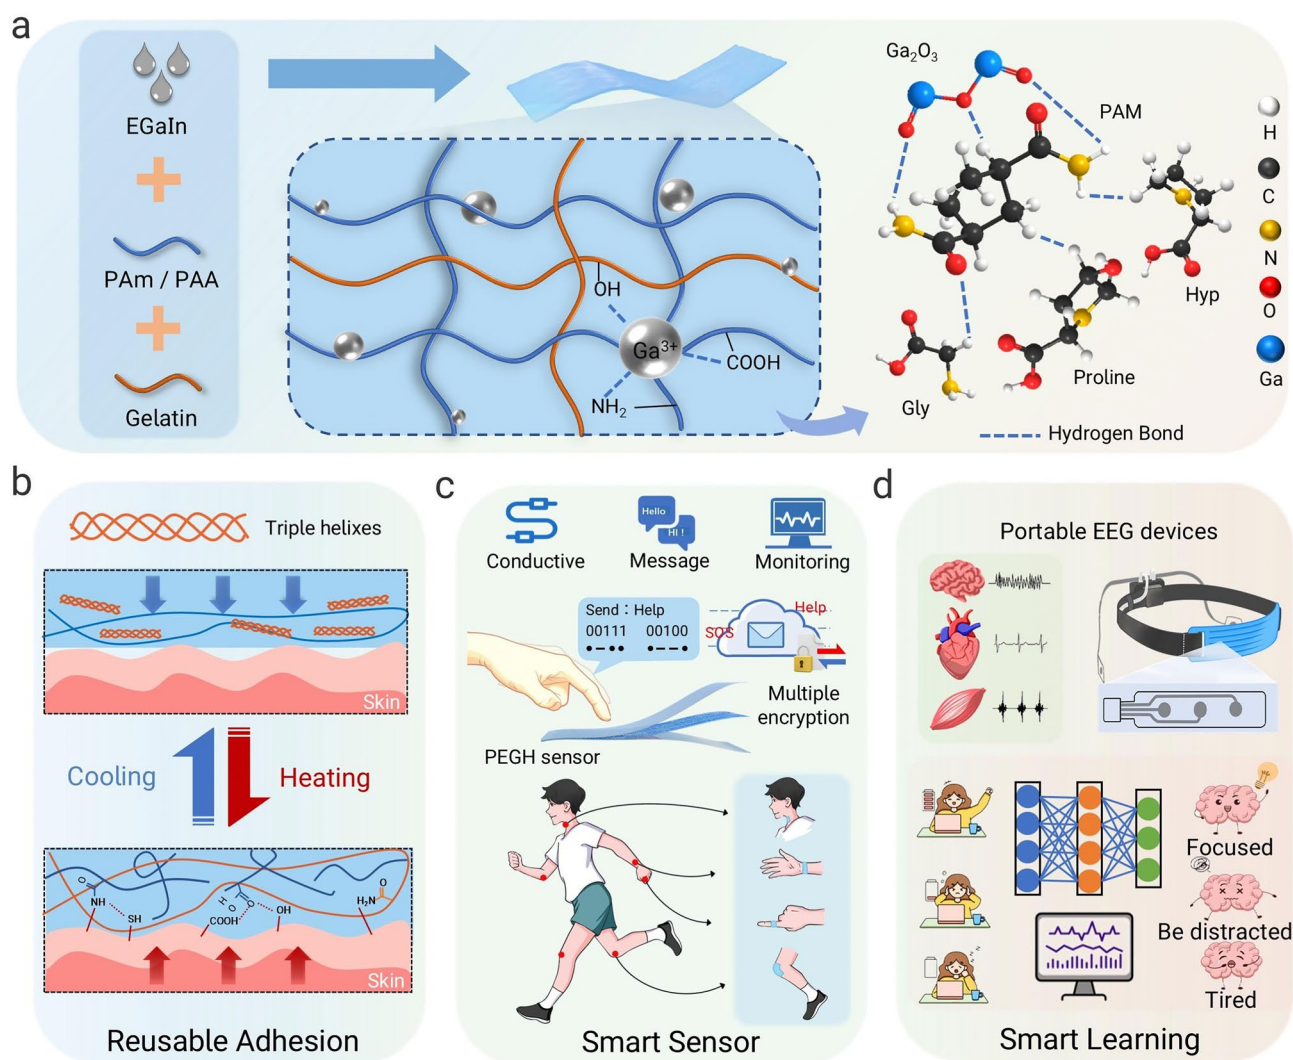 a
EGaIn
PAm / PAA
Gelatin
OH
Ga³⁺
COOH
NH₂
Ga₂O₃
PAM
Hyp
Proline
Gly
Hydrogen Bond
H
C
N
O
Ga
b
Triple helixes
Skin
Cooling
Heating
O
NH
SH
H
O
O
COOH
OH
H₂N
O
Skin
Reusable Adhesion
c
Conductive
Hello
Hi !
Message
Monitoring
Send : Help
00111 00100
SOS
Help
Multiple
encryption
PEGH sensor
Smart Sensor
d
Portable EEG devices
Focused
Be distracted
Tired
Smart Learning